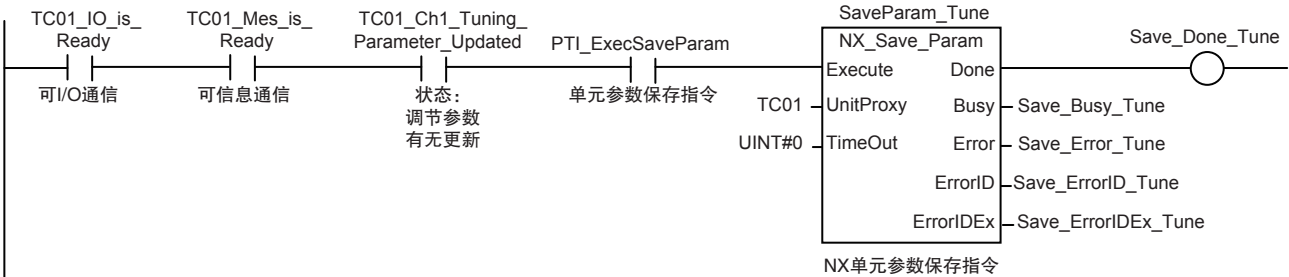 TC01_IO_is_
Ready
可I/O通信
TC01_Mes_is_
Ready
可信息通信
TC01_Ch1_Tuning_
Parameter_Updated
状态：
调节参数
有无更新
PTI_ExecSaveParam
单元参数保存指令
SaveParam_Tune
NX_Save_Param
Execute Done
TC01 UnitProxy Busy Save_Busy_Tune
UINT#0 TimeOut Error Save_Error_Tune
ErrorID Save_ErrorID_Tune
ErrorIDEx Save_ErrorIDEx_Tune
NX单元参数保存指令
Save_Done_Tune